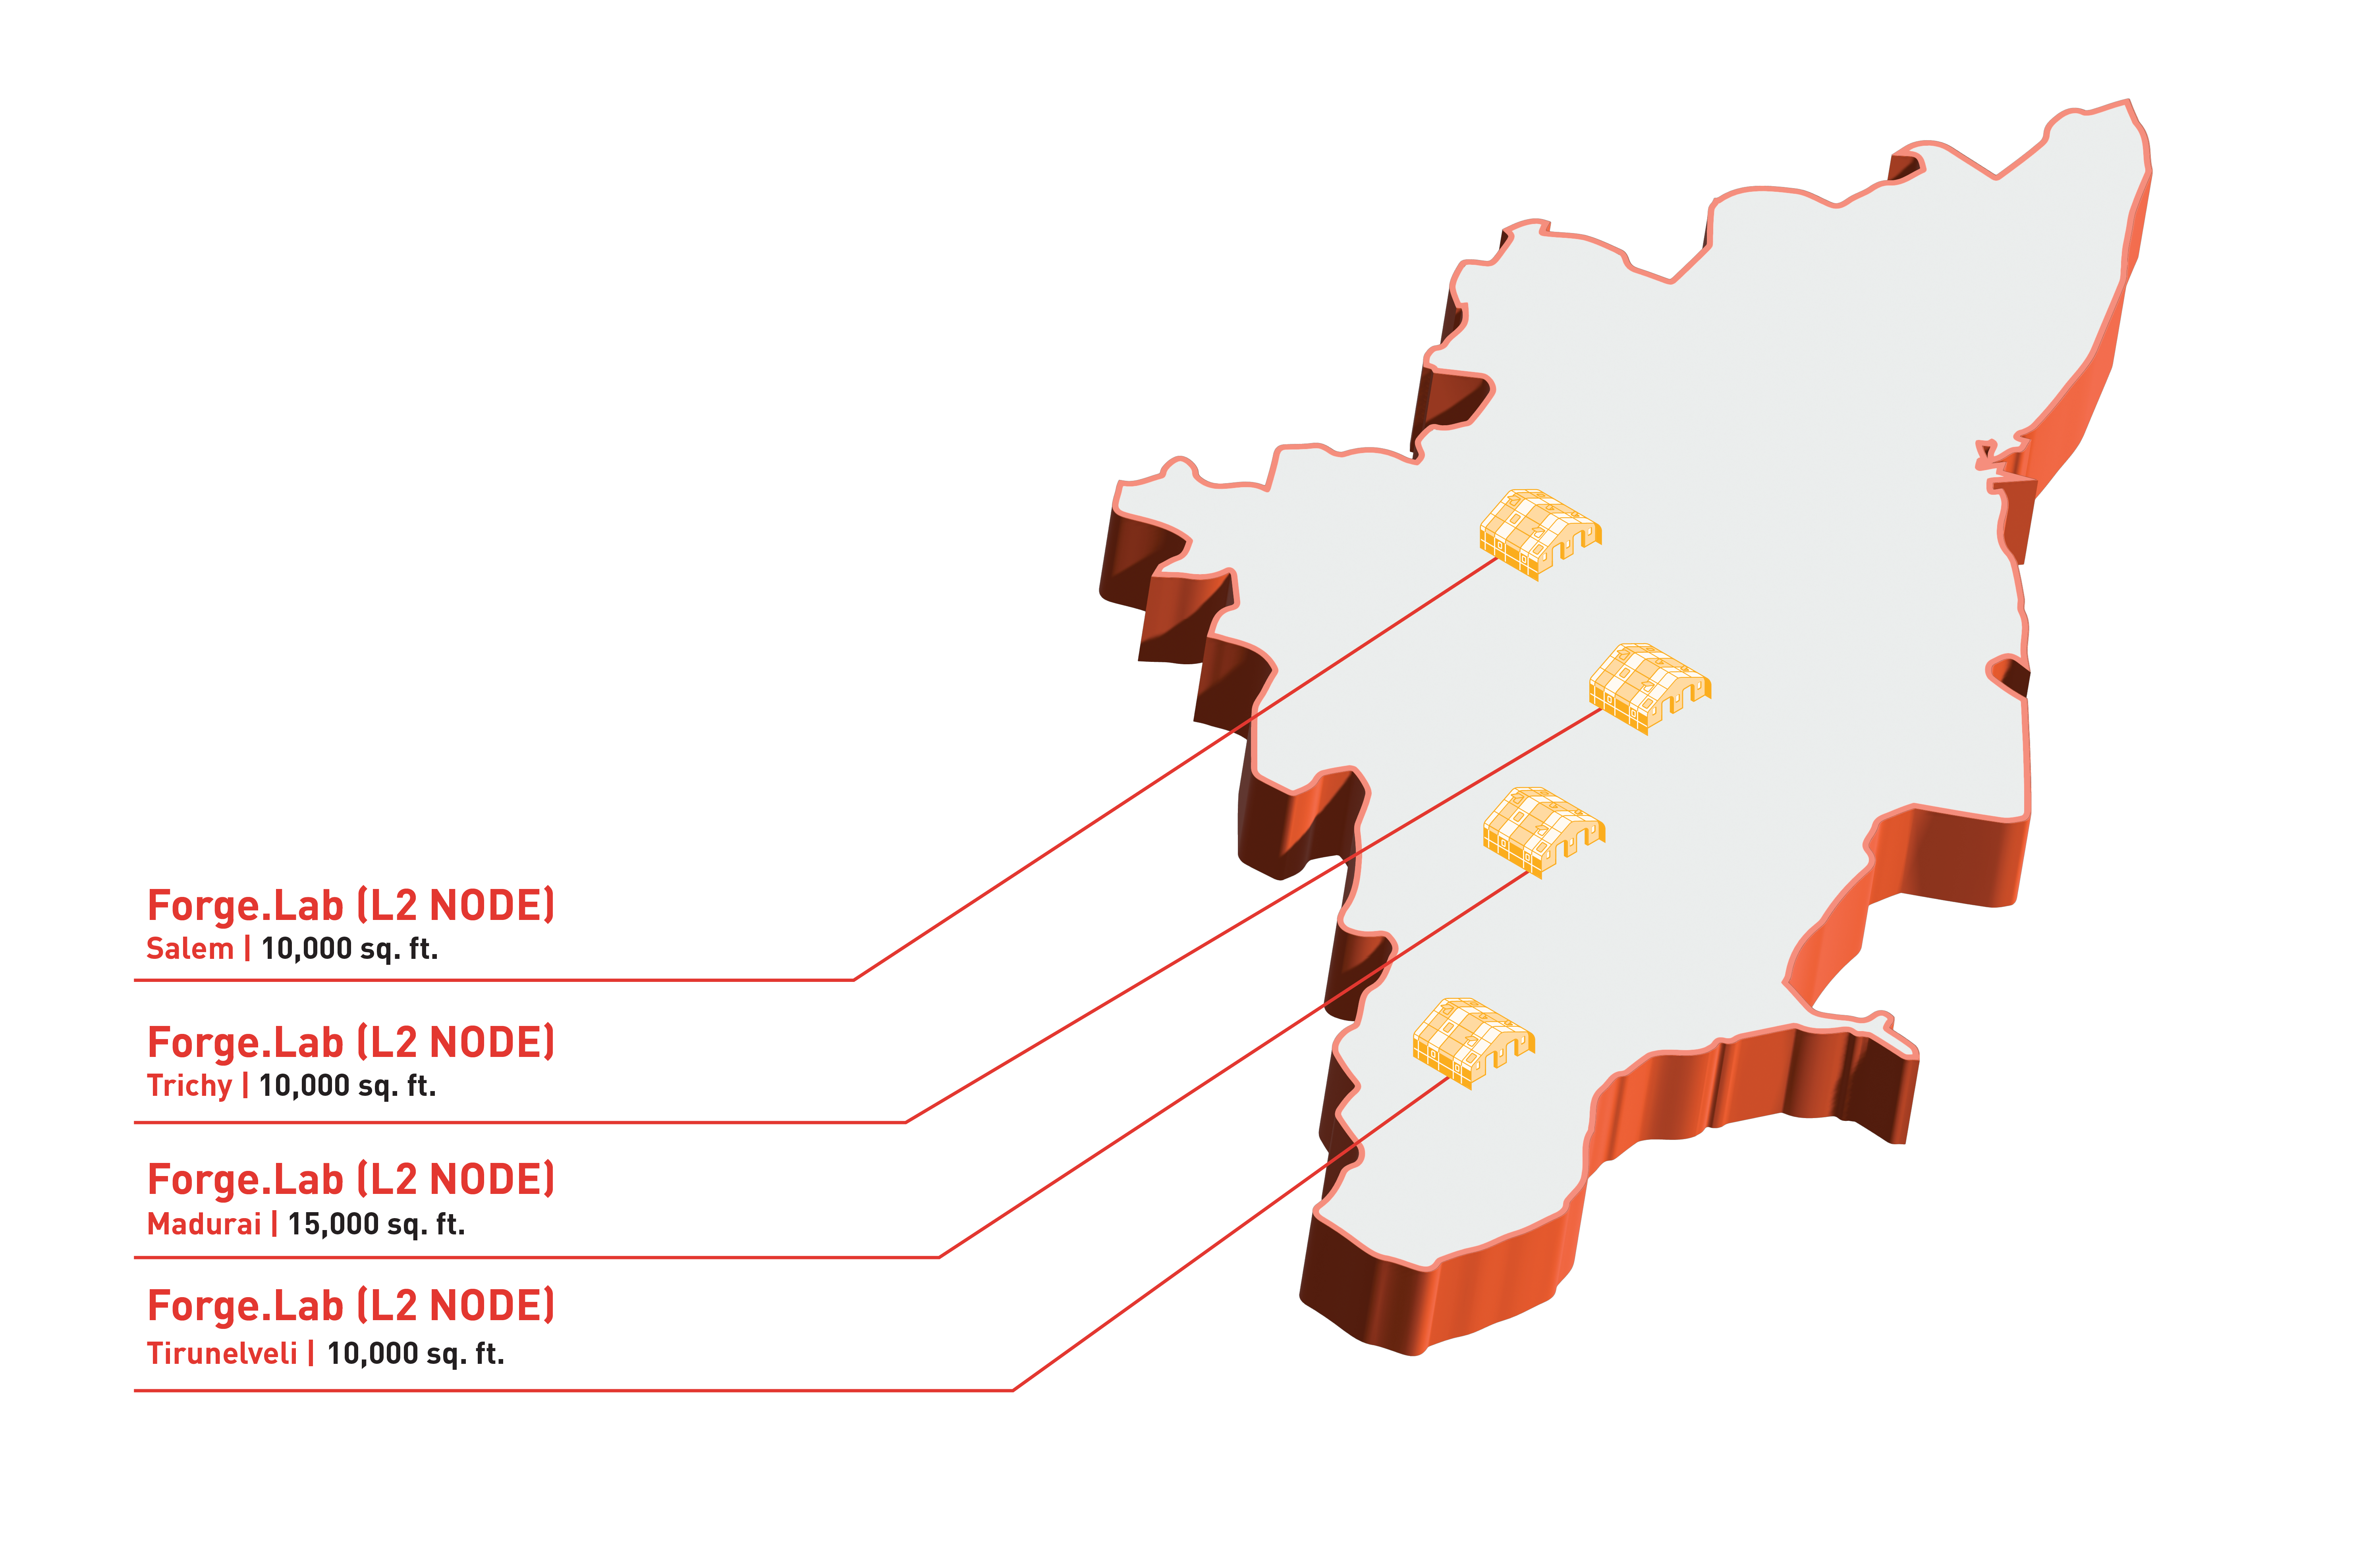 Forge.Lab (L2 NODE)
Salem | 10,000 sq. ft.
Forge.Lab (L2 NODE)
Trichy | 10,000 sq. ft.
Forge.Lab (L2 NODE)
Madurai | 15,000 sq. ft.
Forge.Lab (L2 NODE)
Tirunelveli | 10,000 sq. ft.